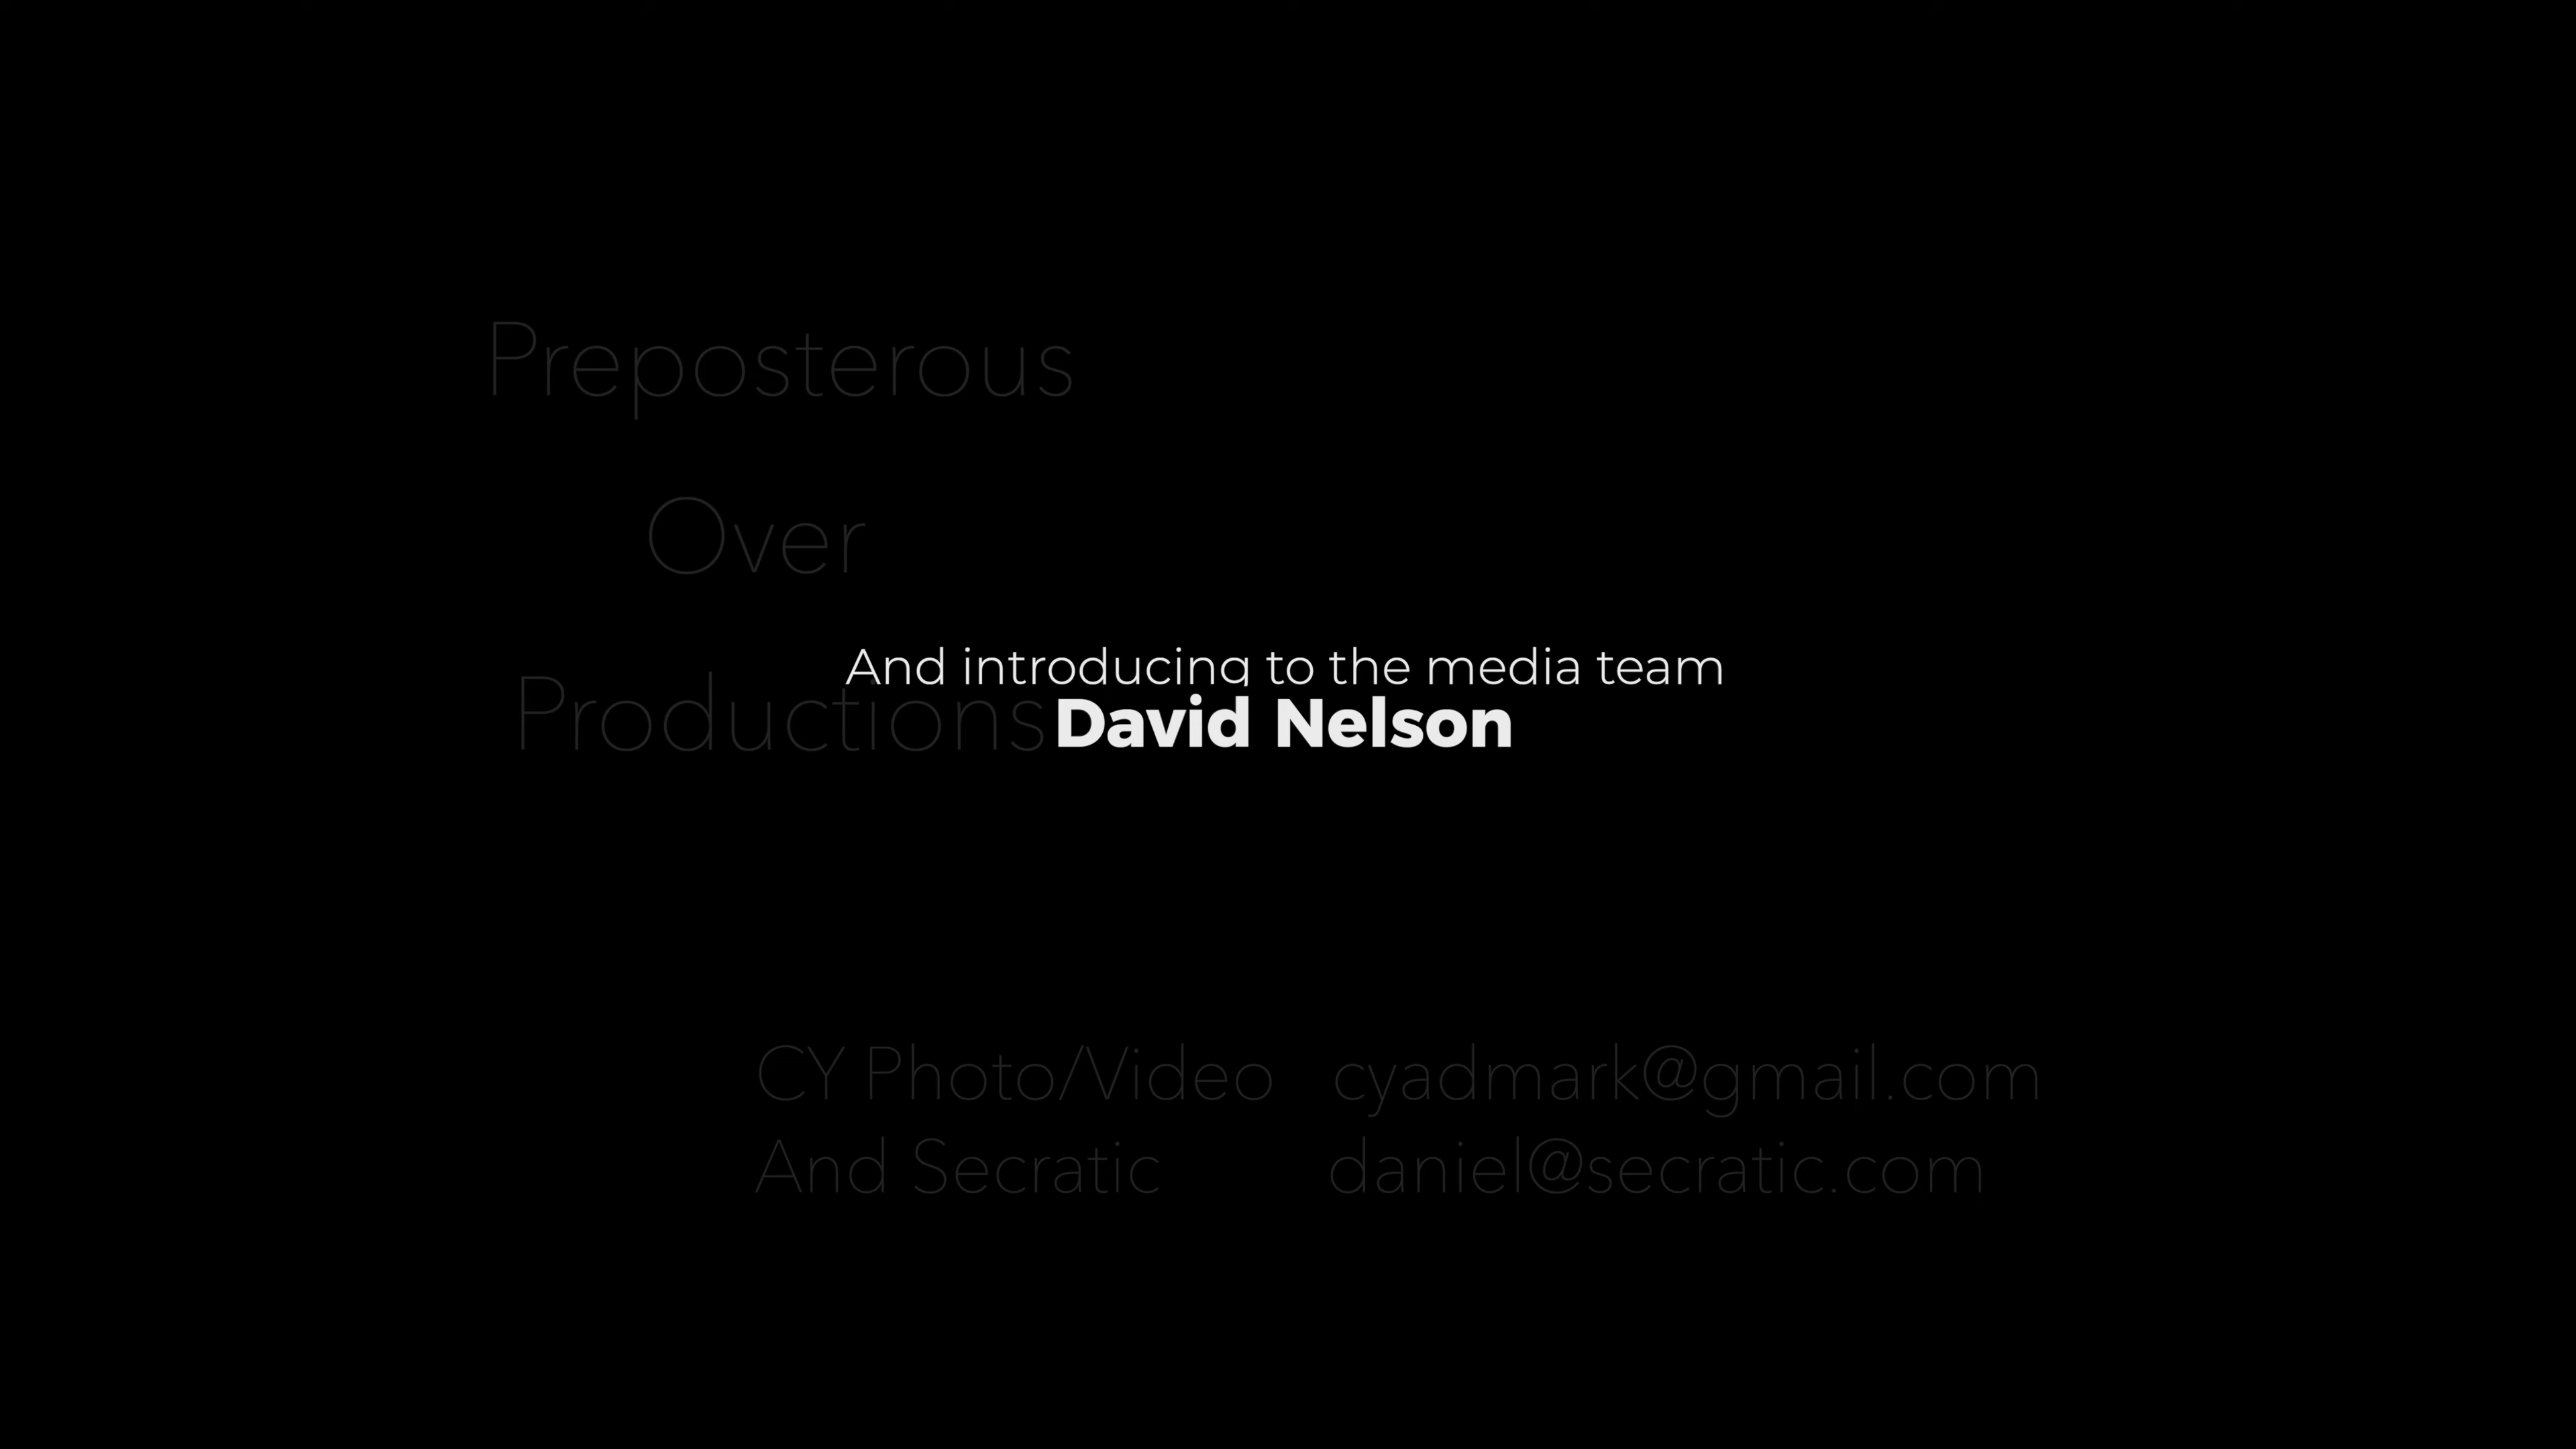 Preposterous
Over
And introducing to the media team
Productions
David Nelson
CY Photo/Video cyadmark@gmail.com
And Secratic daniel@secratic.com